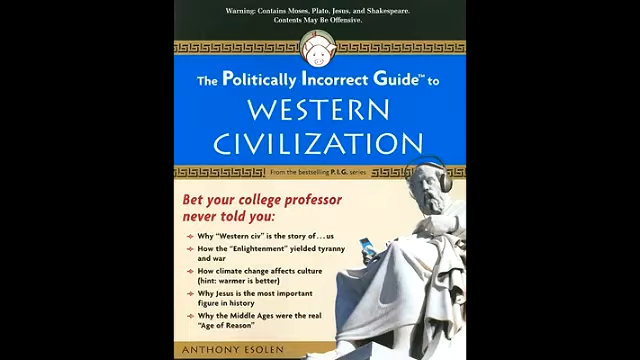 Warning: Contains Moses, Plato, Jesus, and Shakespeare.
Contents May Be Offensive.
The Politically Incorrect Guide™ to
WESTERN
CIVILIZATION
From the bestselling P.I.G. series
Bet your college professor
never told you:
Why "Western civ" is the story of…us
How the "Enlightenment" yielded tyranny
and war
How climate change affects culture
(hint: warmer is better)
Why Jesus is the most important
figure in history
Why the Middle Ages were the real
"Age of Reason"
ANTHONY ESOLEN